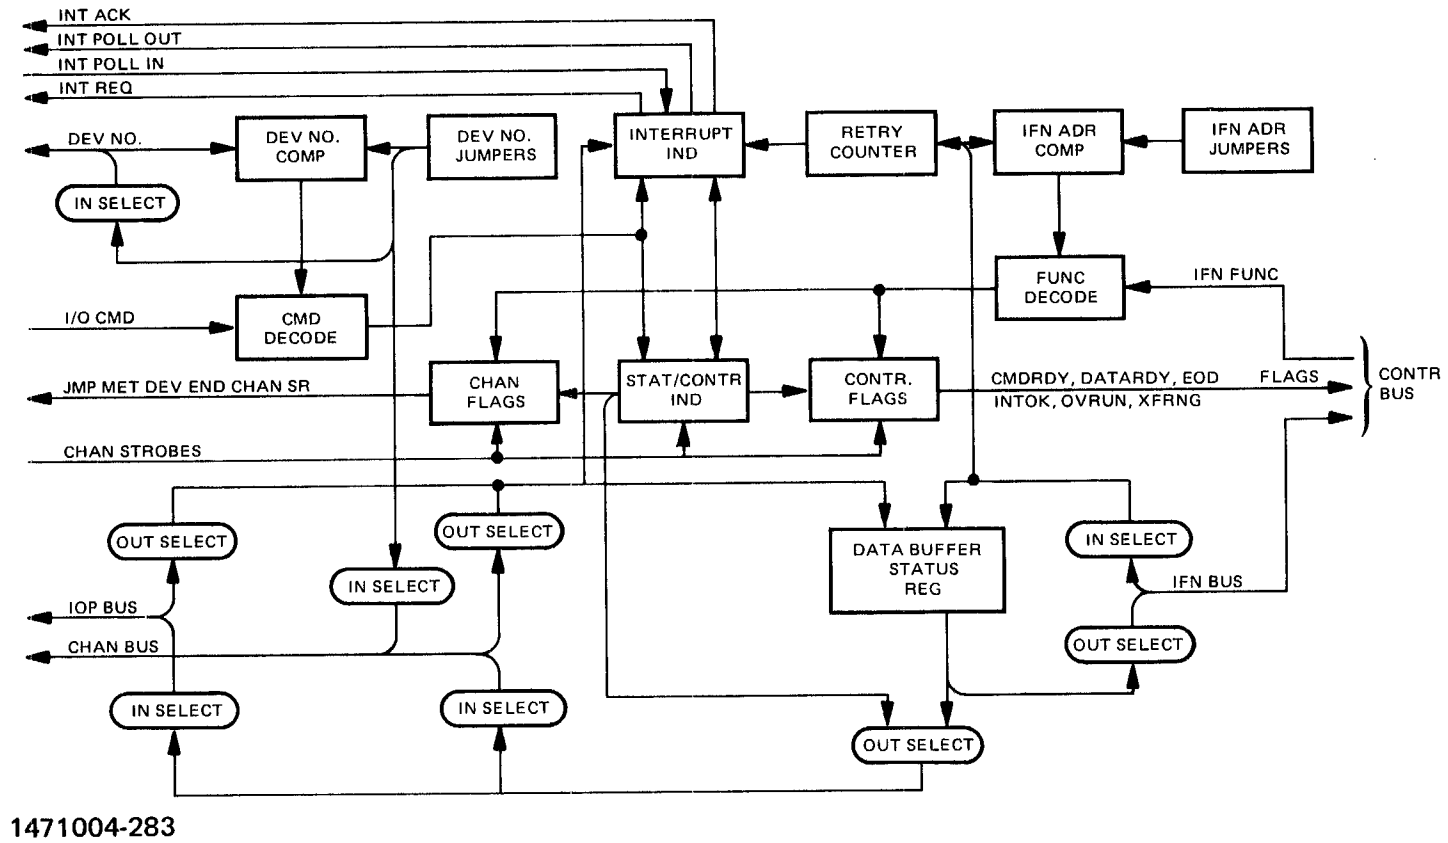 INT ACK
INT POLL OUT
INT POLL IN
INT REQ
DEV NO.
DEV NO.
COMP
DEV NO.
JUMPERS
INTERRUPT
IND
RETRY
COUNTER
IFN ADR
COMP
IFN ADR
JUMPERS
IN SELECT
I/O CMD
CMD
DECODE
FUNC
DECODE
IFN FUNC
JMP MET DEV END CHAN SR
CHAN
FLAGS
STAT/CONTR
IND
CONTR.
FLAGS
CMDRDY, DATARDY, EOD
INTOK, OVRUN, XFRNG
FLAGS
CONTR
BUS
CHAN STROBES
OUT SELECT
OUT SELECT
IN SELECT
DATA BUFFER
STATUS
REG
IN SELECT
IFN BUS
IOP BUS
CHAN BUS
OUT SELECT
IN SELECT
IN SELECT
OUT SELECT
1471004-283